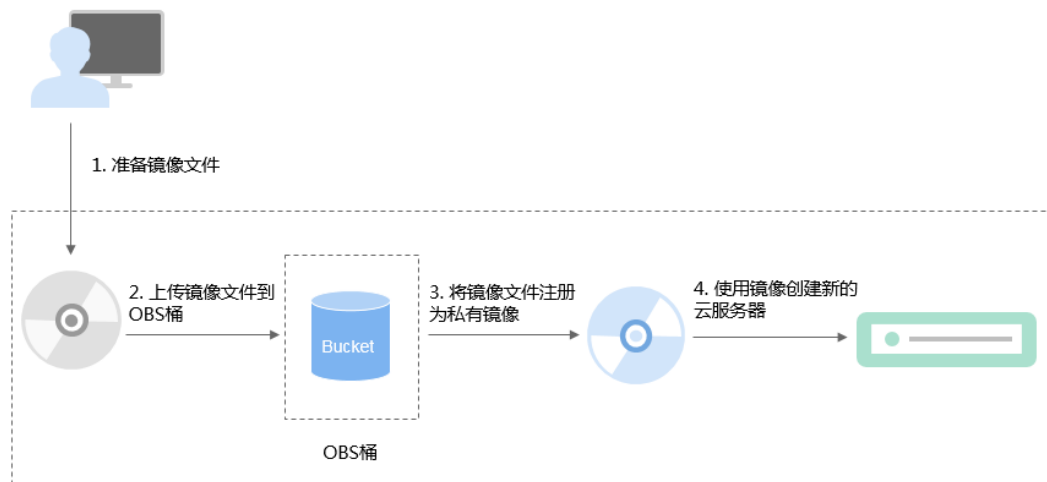 1. 准备镜像文件
2. 上传镜像文件到
OBS桶
Bucket
3. 将镜像文件注册
为私有镜像
4. 使用镜像创建新的
云服务器
OBS桶